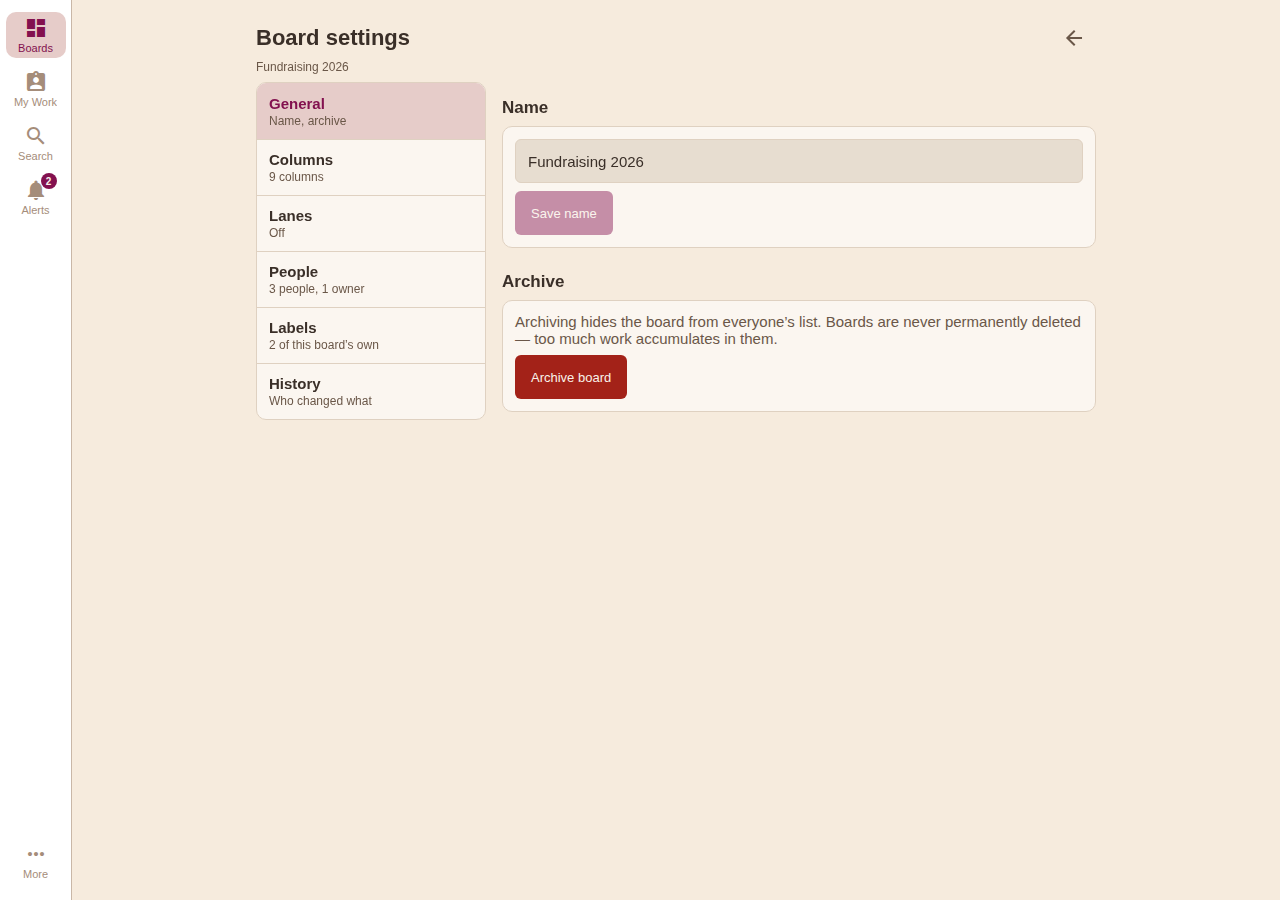 Boards
My Work
Search
2
Alerts
More
Board settings
Fundraising 2026
General
Name, archive
Columns
9 columns
Lanes
Off
People
3 people, 1 owner
Labels
2 of this board's own
History
Who changed what
Name
Fundraising 2026
Save name
Archive
Archiving hides the board from everyone’s list. Boards are never permanently deleted
— too much work accumulates in them.
Archive board